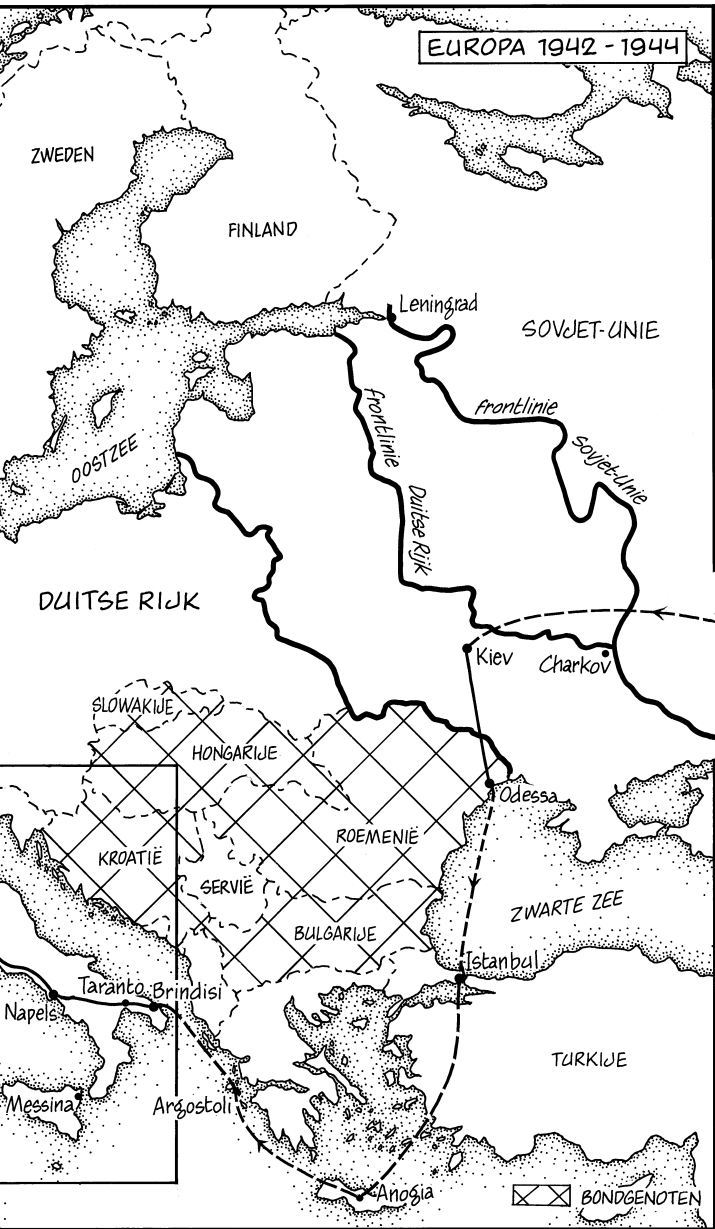 EUROPA 1942 - 1944
ZWEDEN
FINLAND
Leningrad
SOVJET-UNIE
frontlinie
Sovjet-Unie
frontlinie
Duitse Rijk
OOSTZEE
DUITSE RIJK
Kiev
Charkov
SLOWAKIJE
HONGARIJE
Odessa
ROEMENIË
KROATIË
SERVIË
ZWARTE ZEE
BULGARIJE
Istanbul
Taranto
Brindisi
Napels
TURKIJE
Messina
Argostoli
Anogia
BONDGENOTEN